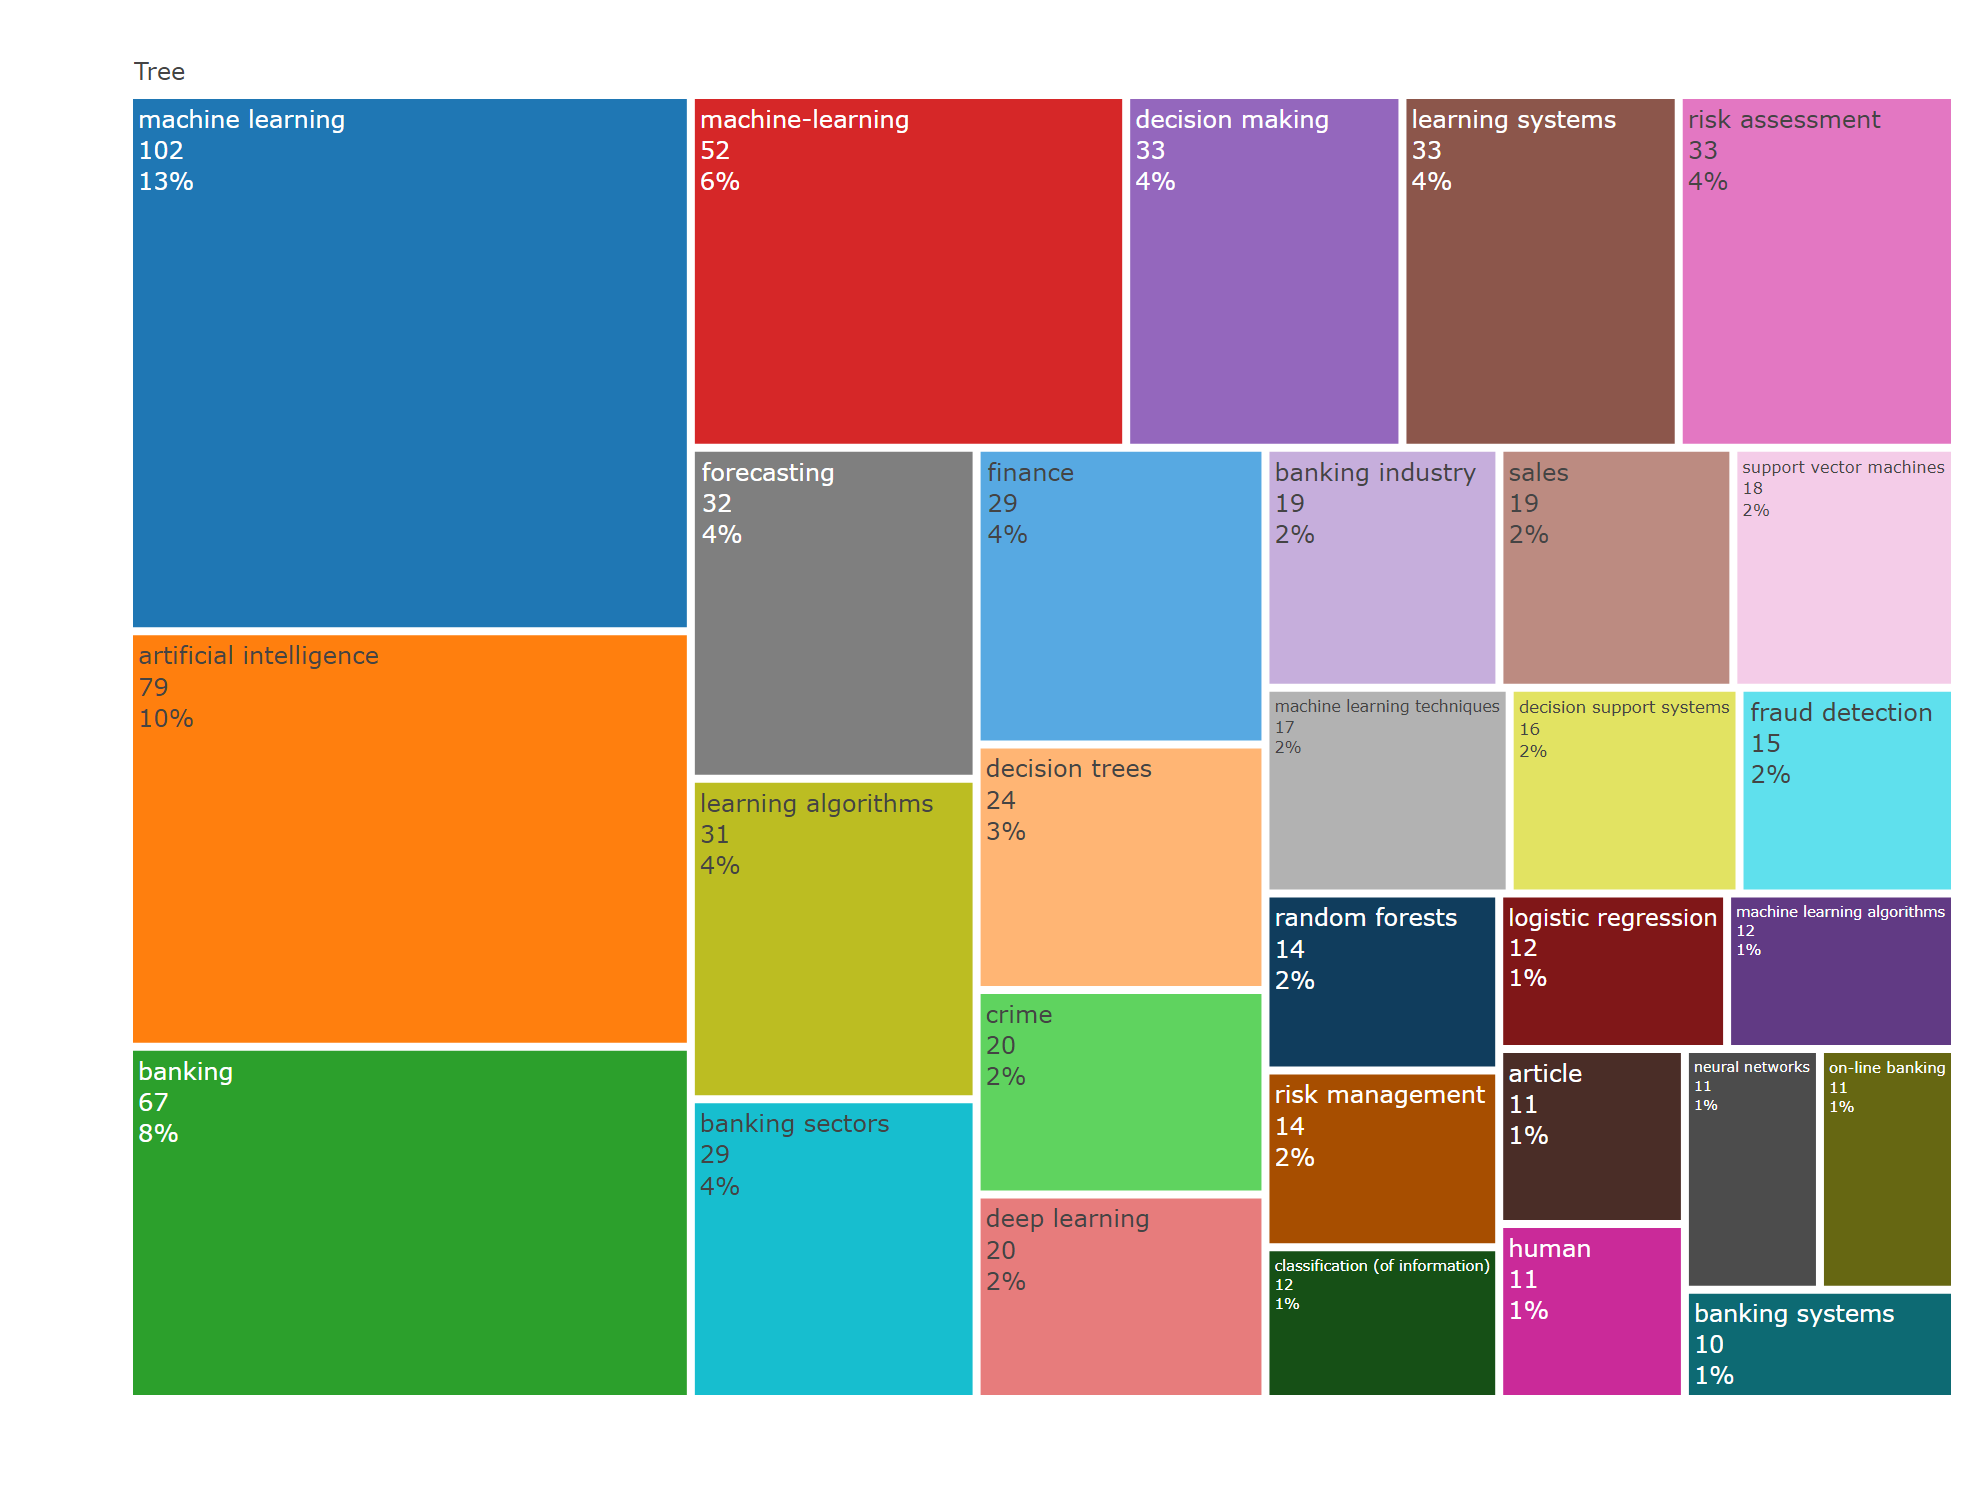 Tree
machine learning
102
13%
artificial intelligence
79
10%
banking
67
8%
machine-learning
52
6%
decision making
33
4%
learning systems
33
4%
risk assessment
33
4%
forecasting
32
4%
learning algorithms
31
4%
banking sectors
29
4%
finance
29
4%
decision trees
24
3%
crime
20
2%
deep learning
20
2%
banking industry
19
2%
sales
19
2%
support vector machines
18
2%
machine learning techniques
17
2%
decision support systems
16
2%
fraud detection
15
2%
random forests
14
2%
risk management
14
2%
classification (of information)
12
1%
logistic regression
12
1%
machine learning algorithms
12
1%
article
11
1%
human
11
1%
neural networks
11
1%
on-line banking
11
1%
banking systems
10
1%